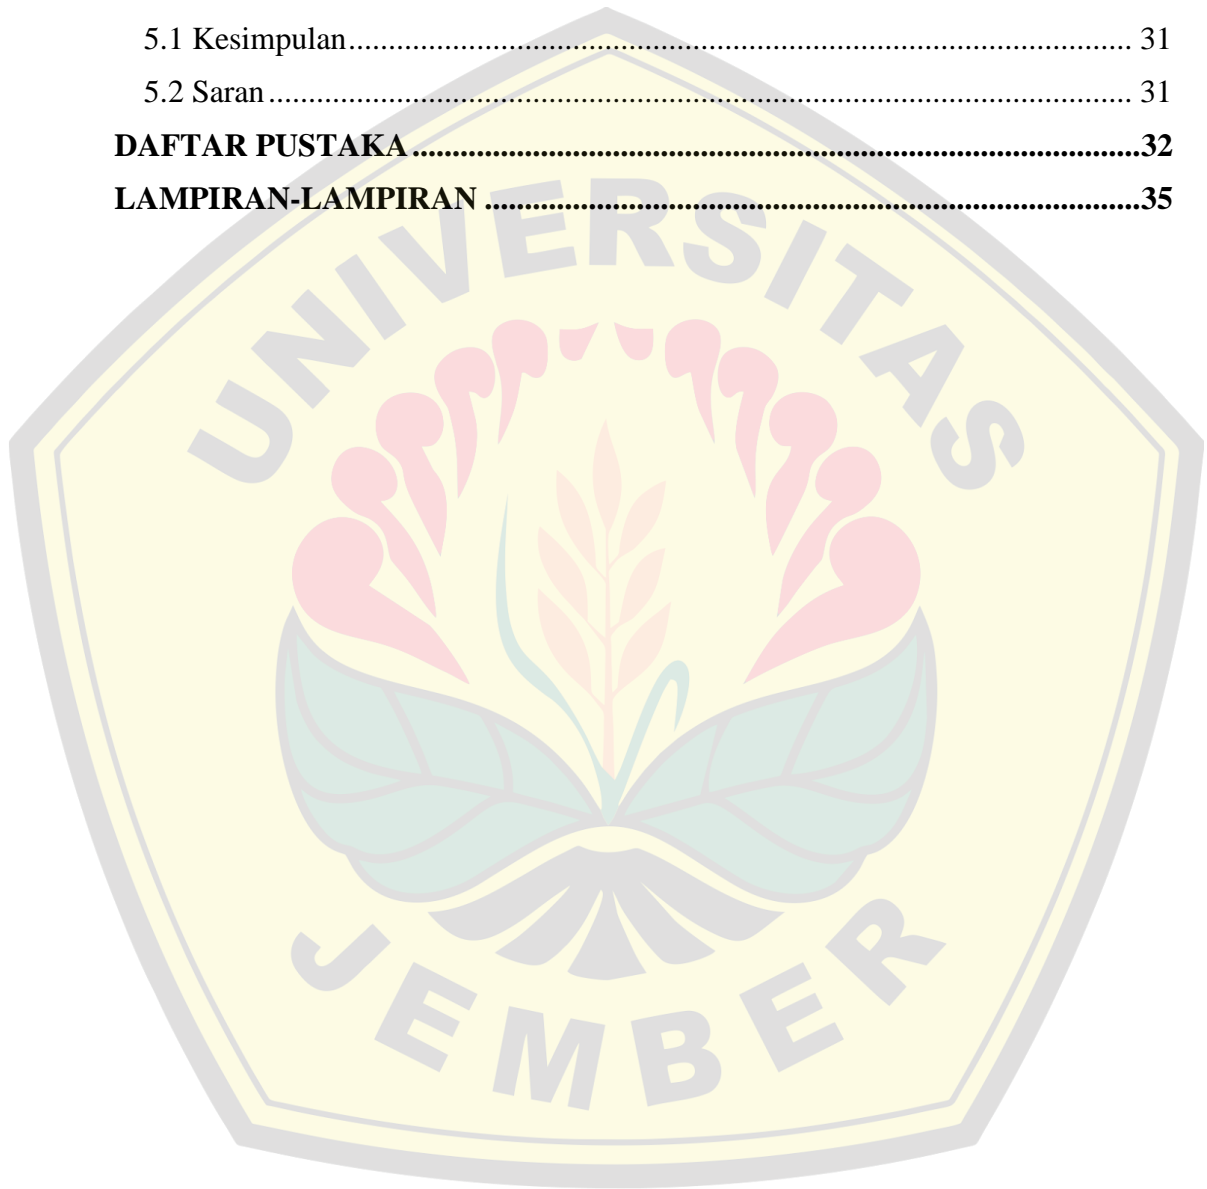 5.1 Kesimpulan.................................................................................................. 31
5.2 Saran............................................................................................................ 31
DAFTAR PUSTAKA...........................................................................................32
LAMPIRAN-LAMPIRAN ..................................................................................35
UNIVERSITAS
JEMBER